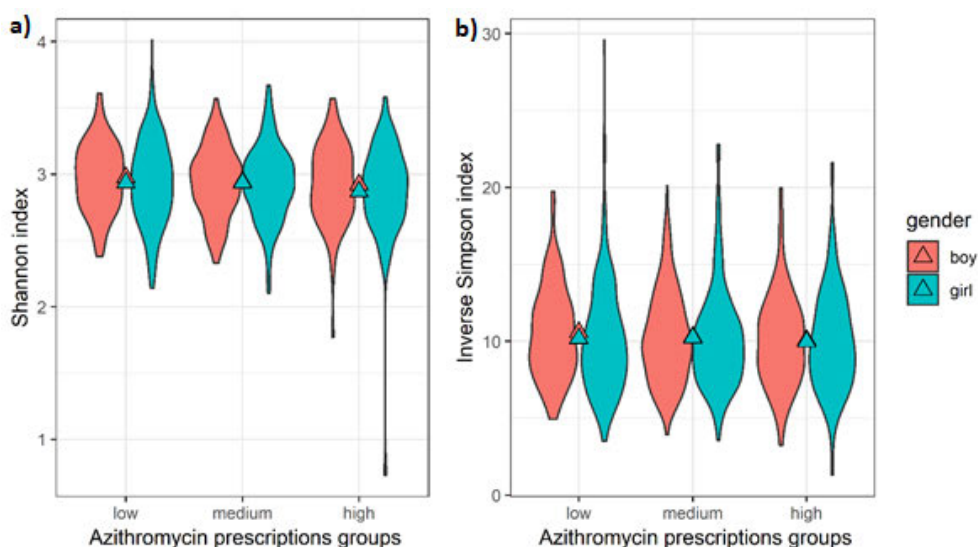 a)
Shannon index
4
3
2
1
low medium high
Azithromycin prescriptions groups
b)
Inverse Simpson index
30
20
10
0
low medium high
Azithromycin prescriptions groups
gender
boy
girl